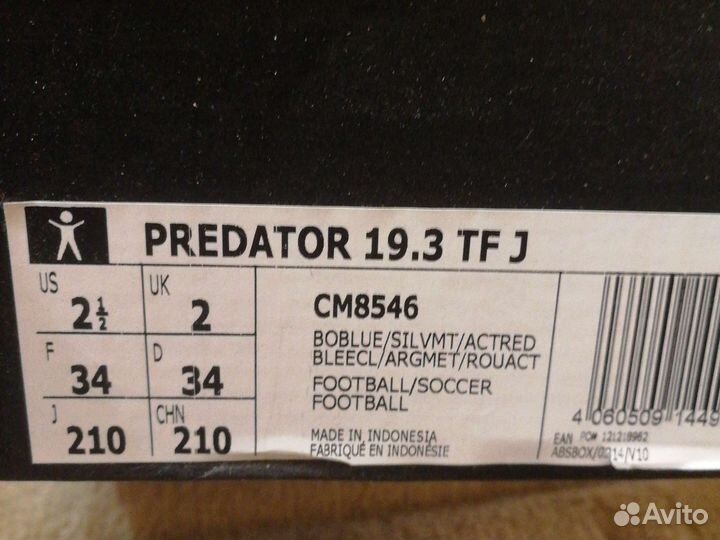 PREDATOR 19.3 TF J
US 2½ UK 2
F 34 D 34
J 210 CHN 210
CM8546
BOBLUE/SILVMT/ACTRED
BLEECL/ARGMET/ROUACT
FOOTBALL/SOCCER
FOOTBALL
MADE IN INDONESIA
FABRIQUÉ EN INDONÉSIE
4 060509 1449
EAN PO# 121218962
ABSBOX/0214/V10
Avito